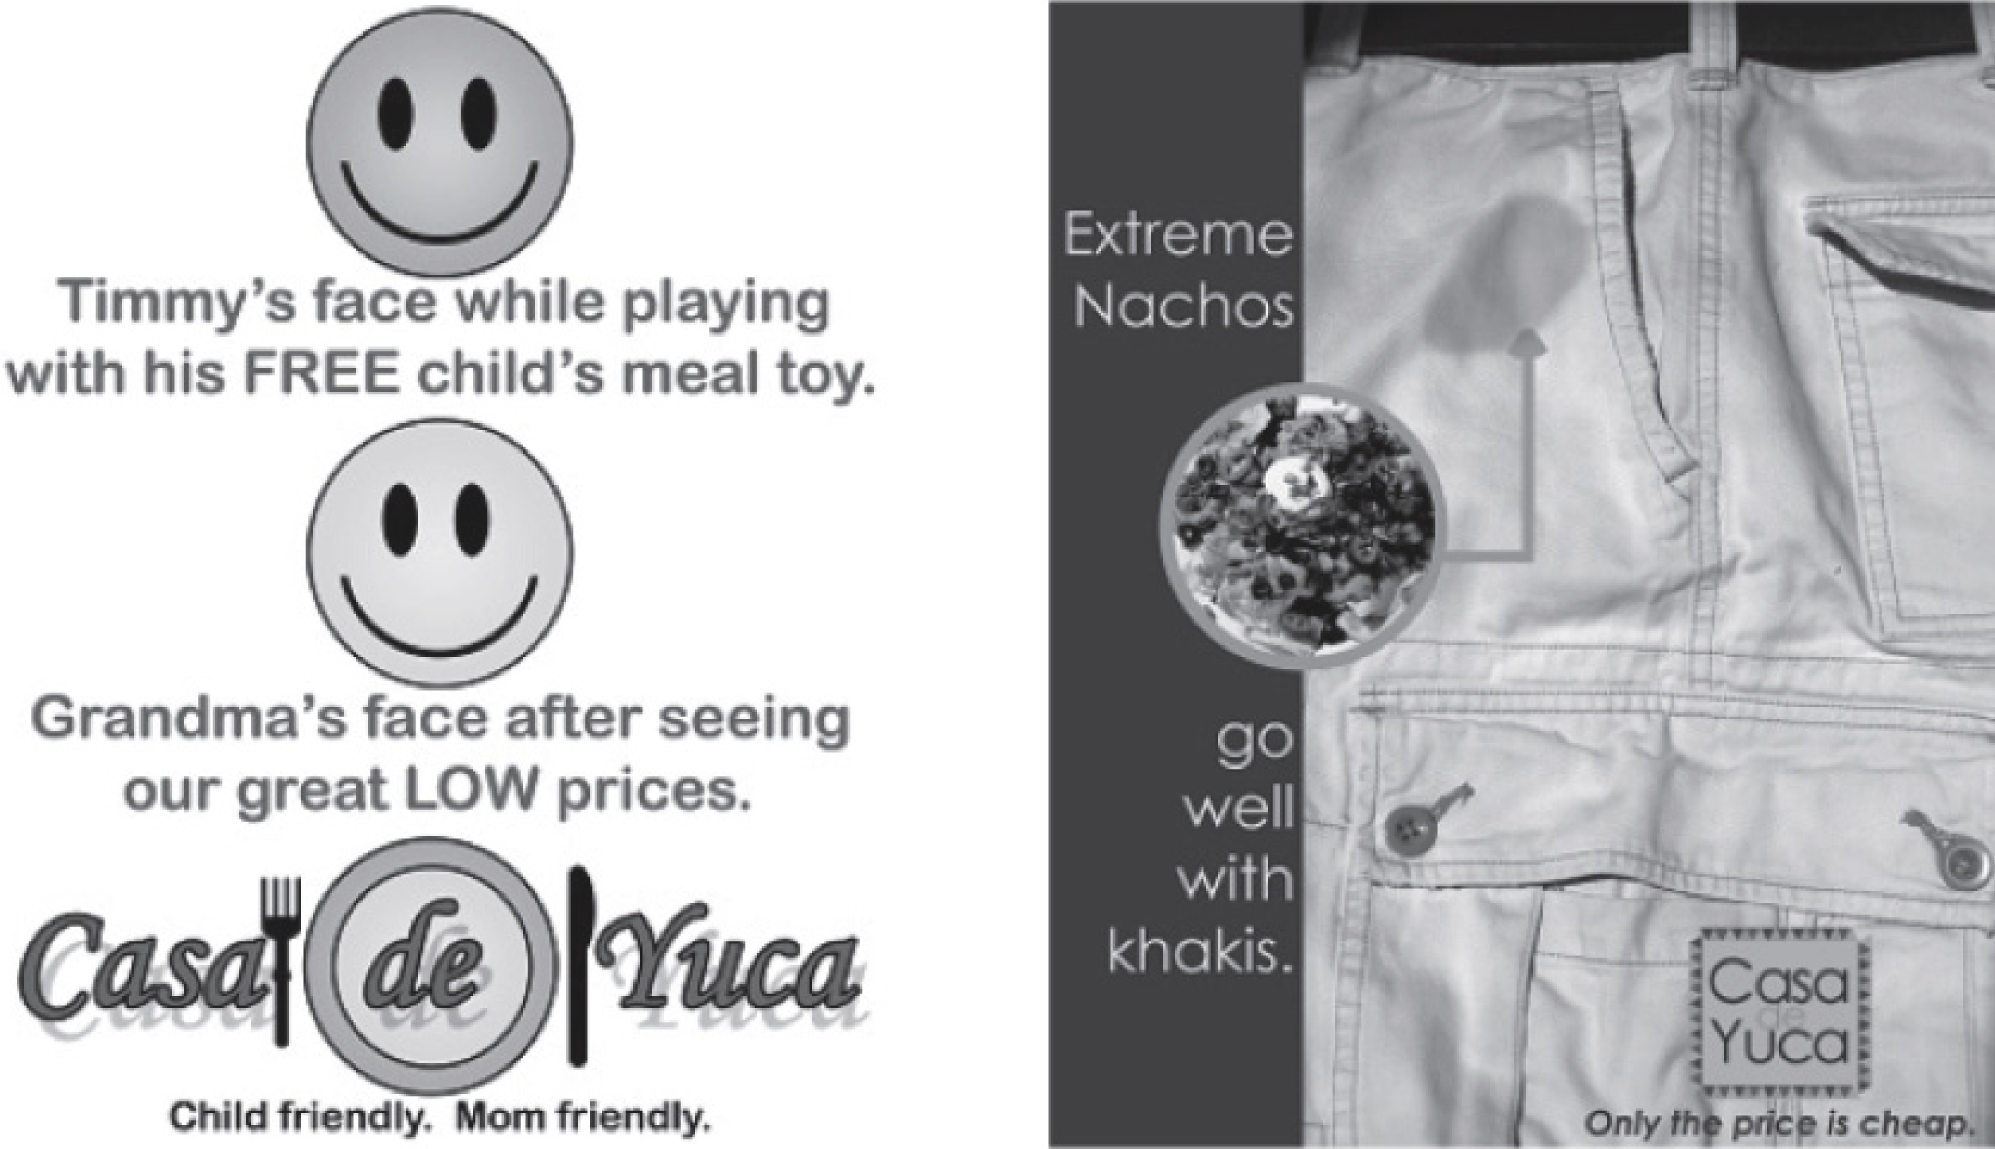 Timmy's face while playing
with his FREE child's meal toy.
Grandma's face after seeing
our great LOW prices.
Casa de Yuca
Child friendly.  Mom friendly.
Extreme
Nachos
go
well
with
khakis.
Casa
de
Yuca
Only the price is cheap.